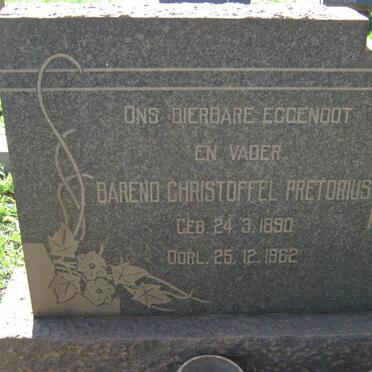 ONS DIERBARE EGGENOOT
EN VADER
BAREND CHRISTOFFEL PRETORIUS
GEB. 24.3.1890
OORL. 25.12.1962